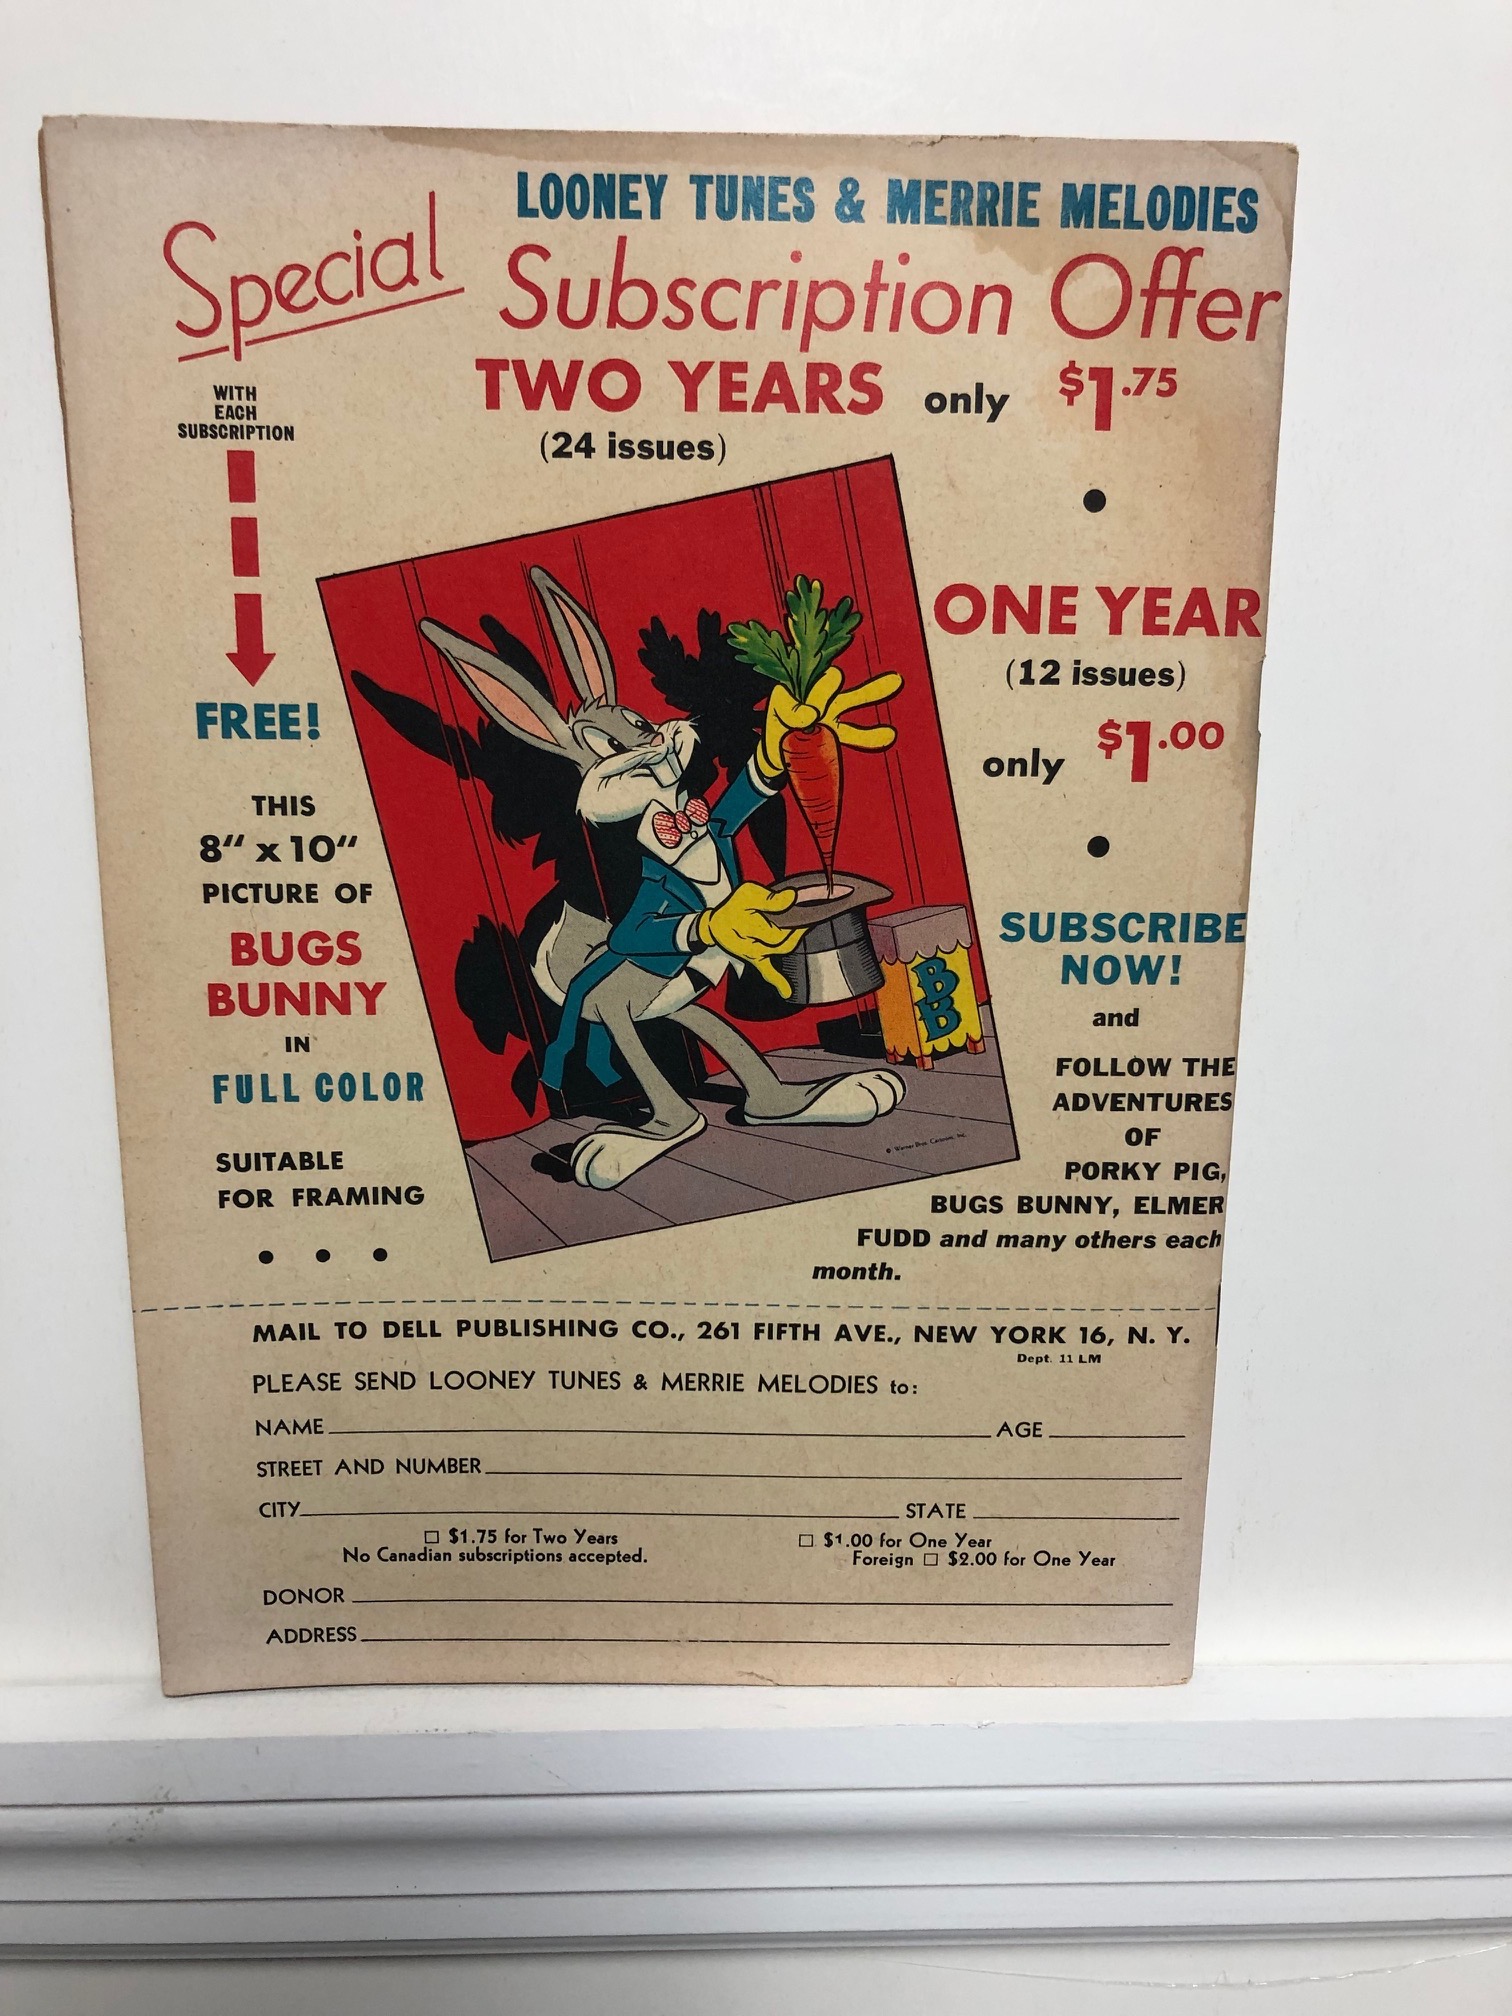 LOONEY TUNES & MERRIE MELODIES
Special Subscription Offer
TWO YEARS only $1.75
(24 issues)
WITH
EACH
SUBSCRIPTION
FREE!
THIS
8“ x 10“
PICTURE OF
BUGS
BUNNY
IN
FULL COLOR
SUITABLE
FOR FRAMING
BB
© Warner Bros. Cartoons, Inc.
ONE YEAR
(12 issues)
only $1.00
SUBSCRIBE
NOW!
and
FOLLOW THE
ADVENTURES
OF
PORKY PIG,
BUGS BUNNY, ELMER
FUDD and many others each
month.
MAIL TO DELL PUBLISHING CO., 261 FIFTH AVE., NEW YORK 16, N. Y.
Dept. 11 LM
PLEASE SEND LOONEY TUNES & MERRIE MELODIES to:
NAME AGE
STREET AND NUMBER
CITY STATE
☐ $1.75 for Two Years ☐ $1.00 for One Year
No Canadian subscriptions accepted. Foreign ☐ $2.00 for One Year
DONOR
ADDRESS